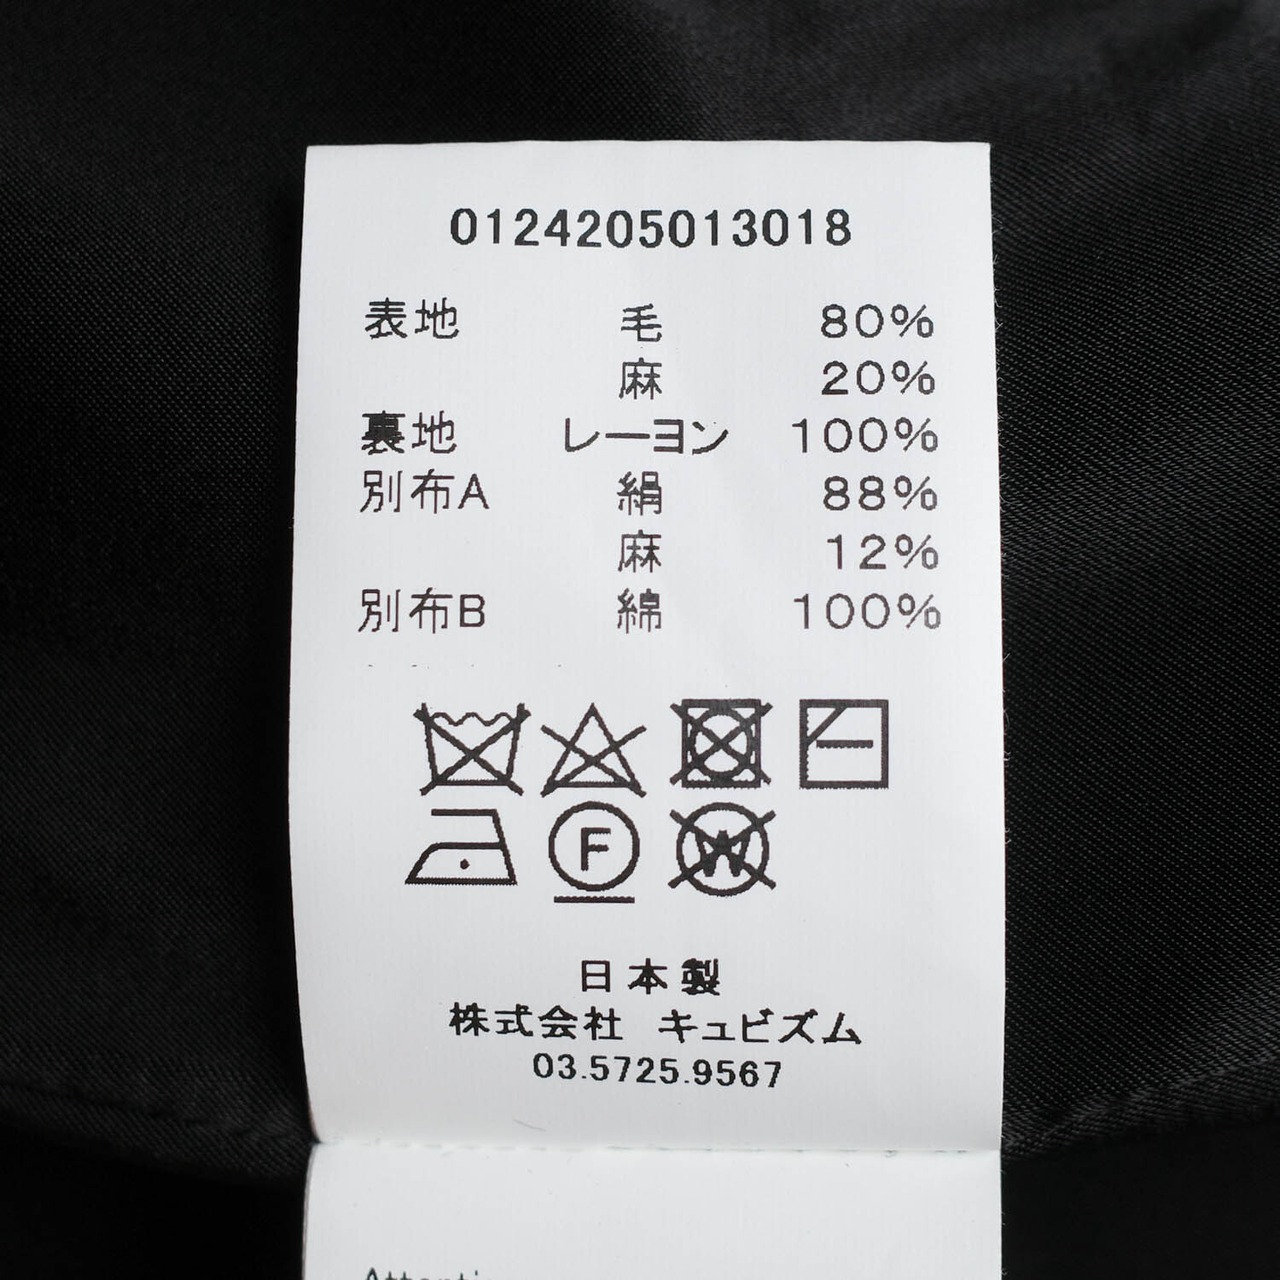 0124205013018
表地 毛 80%
麻 20%
裏地 レーヨン 100%
別布A 絹 88%
麻 12%
別布B 綿 100%
F
W
日本製
株式会社 キュビズム
03.5725.9567